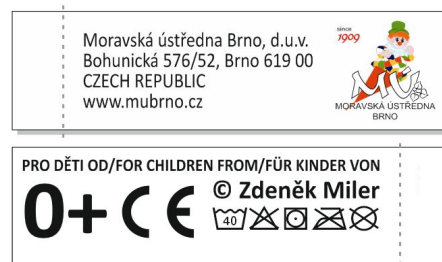 Moravská ústředna Brno, d.u.v.
Bohunická 576/52, Brno 619 00
CZECH REPUBLIC
www.mubrno.cz
since
1909
MU
MORAVSKÁ ÚSTŘEDNA
BRNO
PRO DĚTI OD/FOR CHILDREN FROM/FÜR KINDER VON
0+ CE
© Zdeněk Miler
40